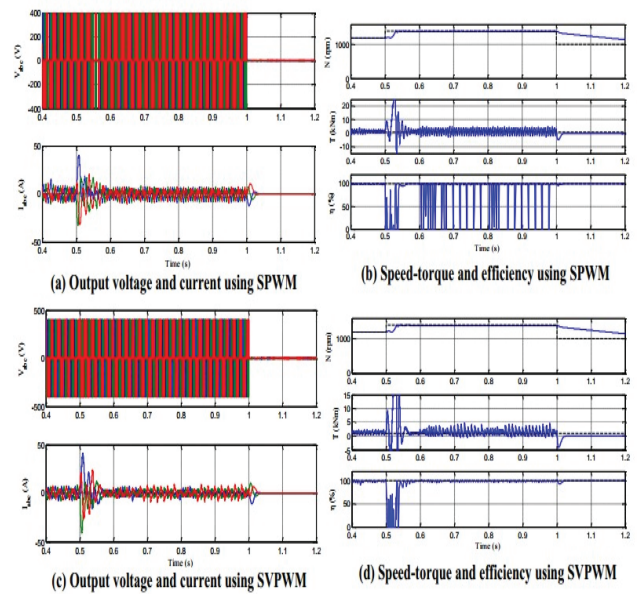 400
200
0
-200
-400
0.4 0.5 0.6 0.7 0.8 0.9 1 1.1 1.2
V_abc (V)
50
0
-50
0.4 0.5 0.6 0.7 0.8 0.9 1 1.1 1.2
I_abc (A)
Time (s)
(a) Output voltage and current using SPWM
1000
0
0.4 0.5 0.6 0.7 0.8 0.9 1 1.1 1.2
N (rpm)
20
10
0
-10
0.4 0.5 0.6 0.7 0.8 0.9 1 1.1 1.2
T (kNm)
100
50
0
0.4 0.5 0.6 0.7 0.8 0.9 1 1.1 1.2
η (%)
Time (s)
(b) Speed-torque and efficiency using SPWM
500
0
500
0.4 0.5 0.6 0.7 0.8 0.9 1 1.1 1.2
V_abc (V)
50
0
-50
0.4 0.5 0.6 0.7 0.8 0.9 1 1.1 1.2
I_abc (A)
Time (s)
(c) Output voltage and current using SVPWM
1000
0
0.4 0.5 0.6 0.7 0.8 0.9 1 1.1 1.2
N (rpm)
15
10
5
0
-5
0.4 0.5 0.6 0.7 0.8 0.9 1 1.1 1.2
T (kNm)
100
50
0
0.4 0.5 0.6 0.7 0.8 0.9 1 1.1 1.2
η (%)
Time (s)
(d) Speed-torque and efficiency using SVPWM